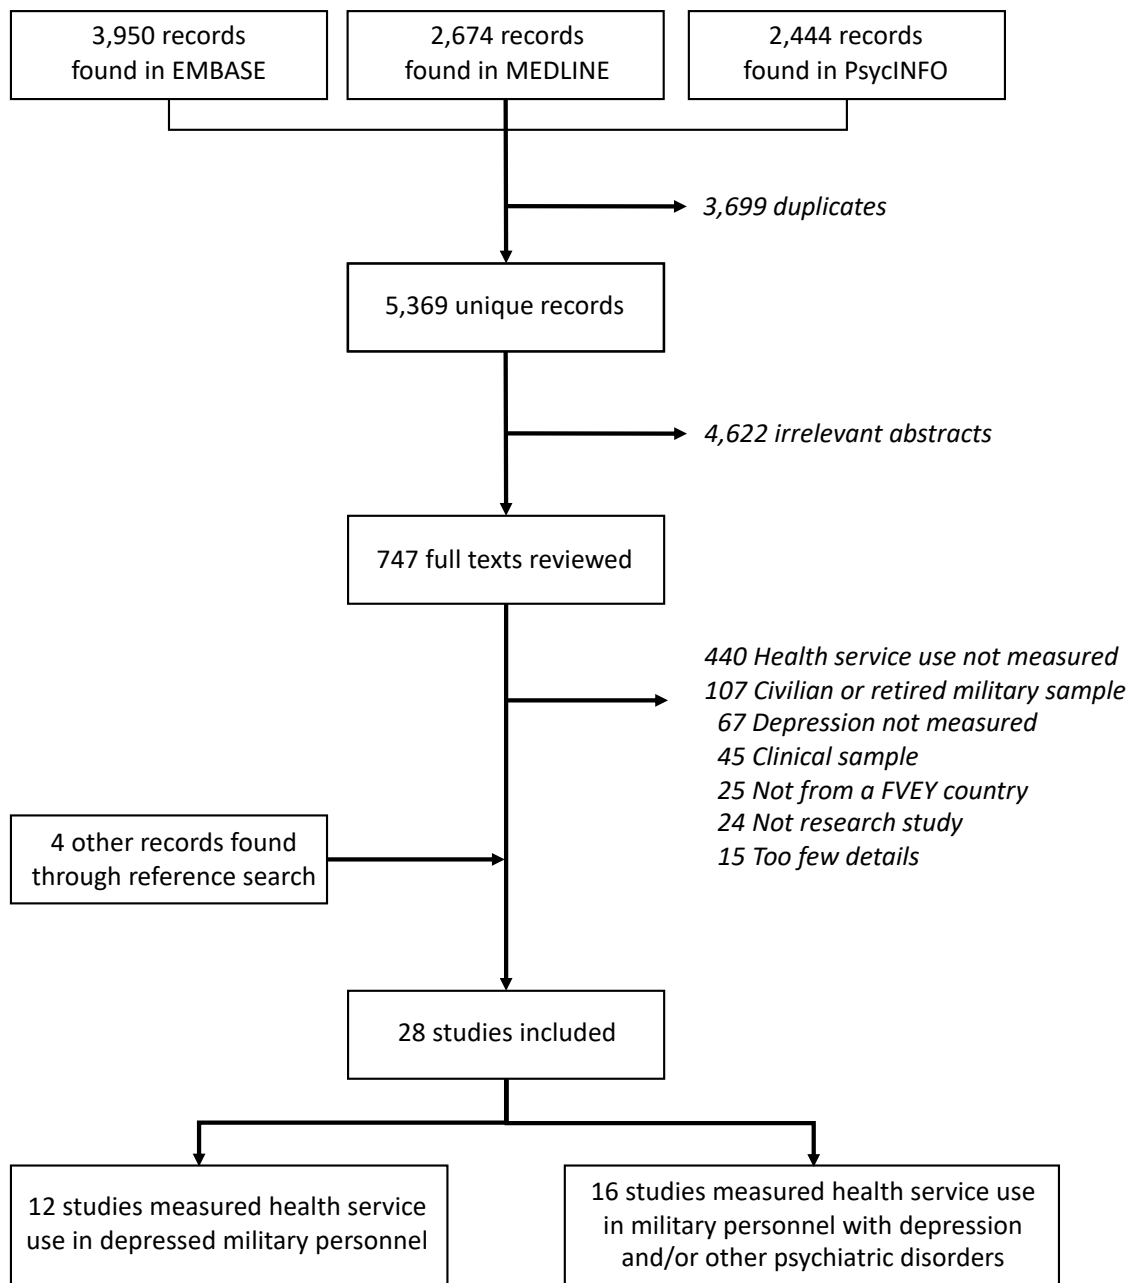 3,950 records
found in EMBASE
2,674 records
found in MEDLINE
2,444 records
found in PsycINFO
3,699 duplicates
5,369 unique records
4,622 irrelevant abstracts
747 full texts reviewed
440 Health service use not measured
107 Civilian or retired military sample
67 Depression not measured
45 Clinical sample
25 Not from a FVEY country
24 Not research study
15 Too few details
4 other records found
through reference search
28 studies included
12 studies measured health service
use in depressed military personnel
16 studies measured health service use
in military personnel with depression
and/or other psychiatric disorders